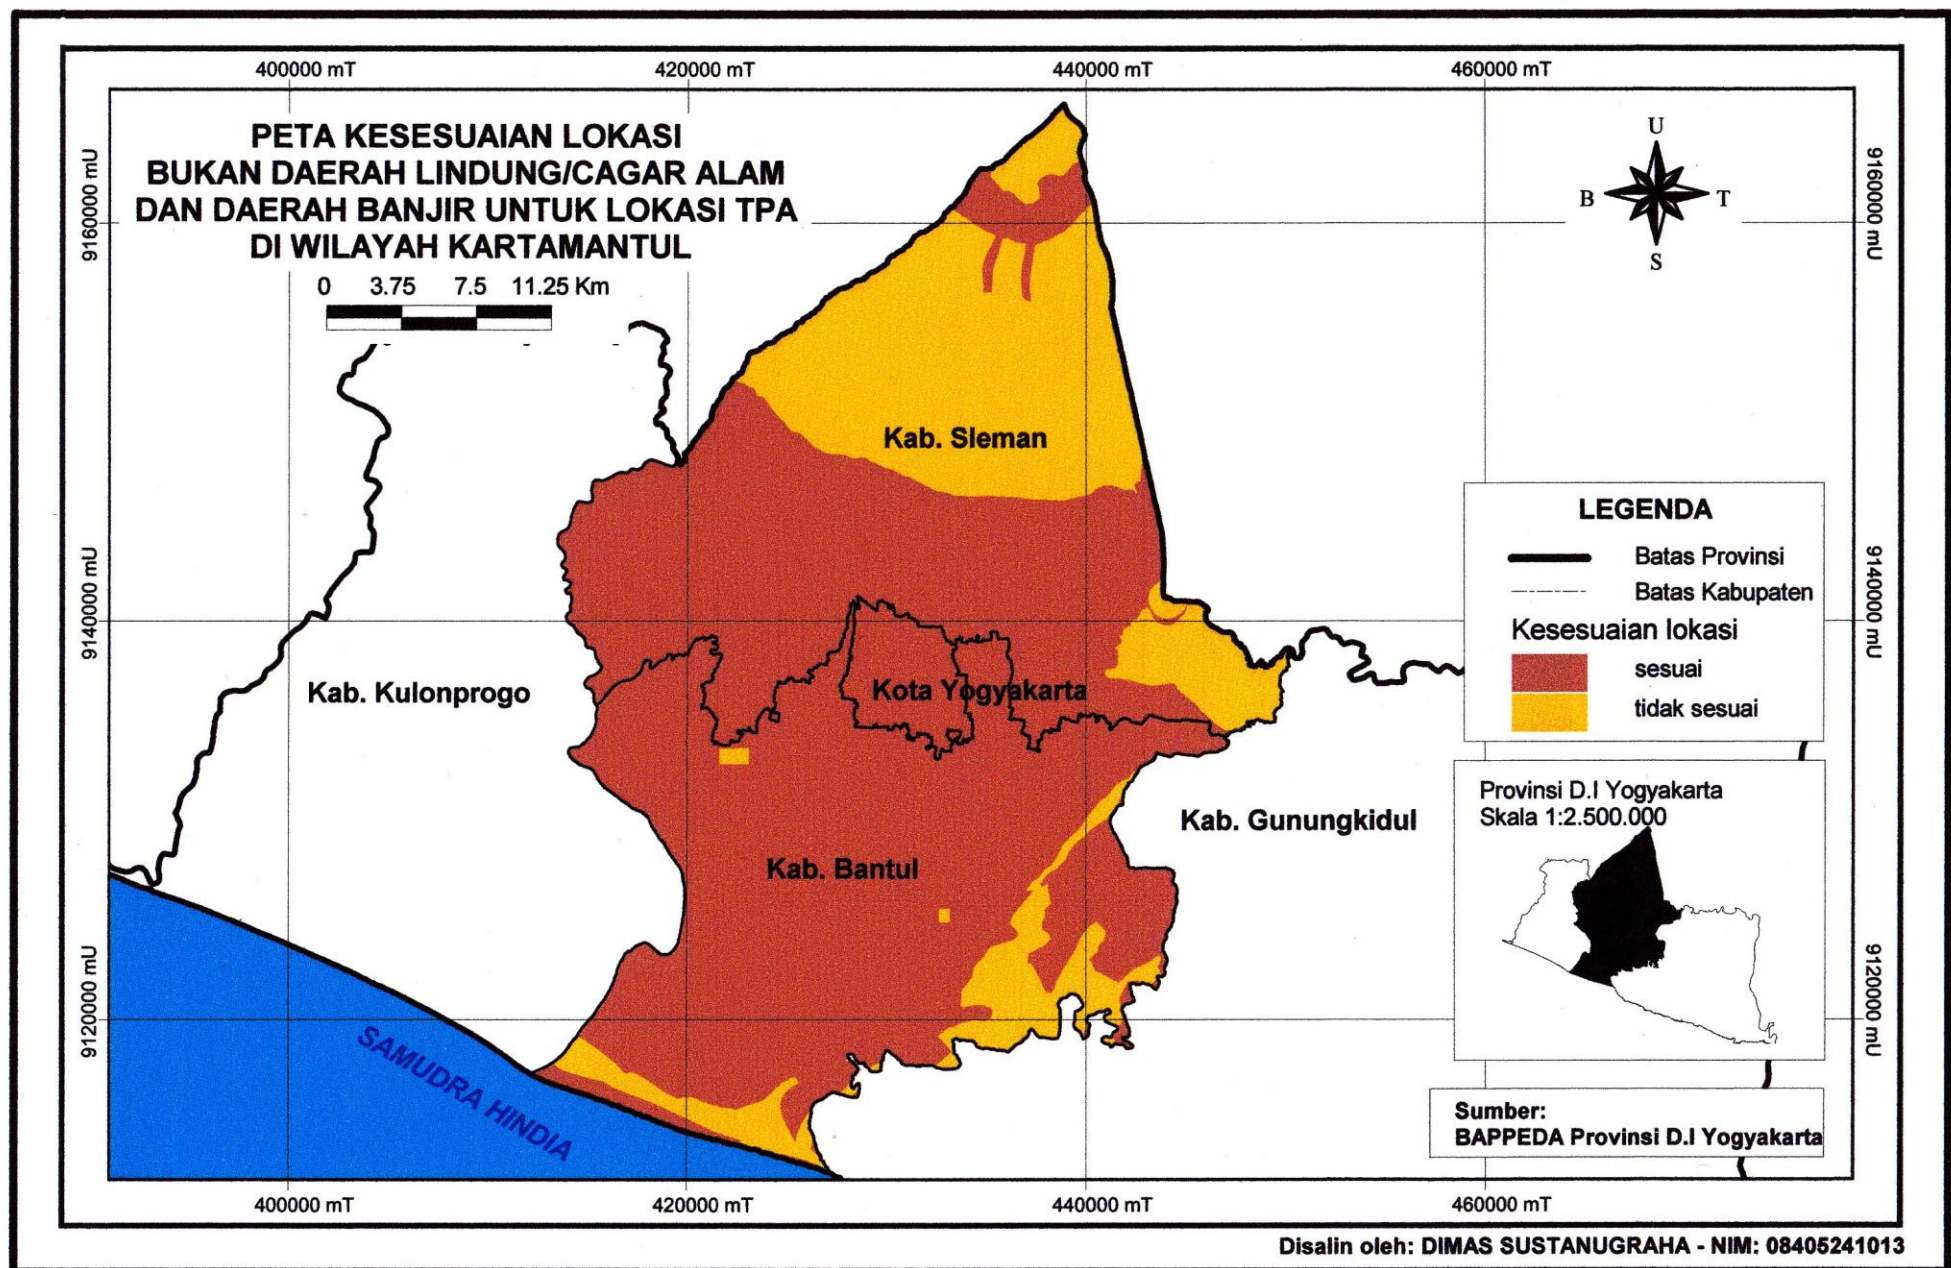 400000 mT
420000 mT
440000 mT
460000 mT
PETA KESESUAIAN LOKASI
BUKAN DAERAH LINDUNG/CAGAR ALAM
DAN DAERAH BANJIR UNTUK LOKASI TPA
DI WILAYAH KARTAMANTUL
0 3.75 7.5 11.25 Km
U
B
T
S
9160000 mU
9160000 mU
Kab. Sleman
LEGENDA
Batas Provinsi
Batas Kabupaten
Kesesuaian lokasi
sesuai
tidak sesuai
9140000 mU
9140000 mU
Kab. Kulonprogo
Kota Yogyakarta
Kab. Gunungkidul
Kab. Bantul
Provinsi D.I Yogyakarta
Skala 1:2.500.000
9120000 mU
9120000 mU
SAMUDRA HINDIA
Sumber:
BAPPEDA Provinsi D.I Yogyakarta
400000 mT
420000 mT
440000 mT
460000 mT
Disalin oleh: DIMAS SUSTANUGRAHA - NIM: 08405241013